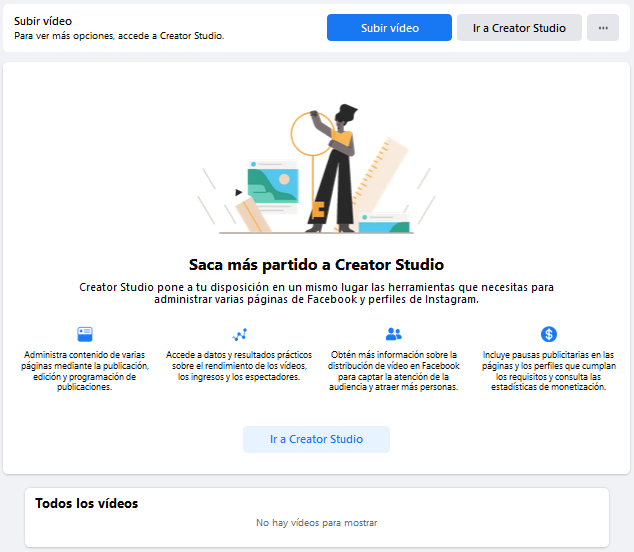 Subir vídeo
Para ver más opciones, accede a Creator Studio.
Subir vídeo
Ir a Creator Studio
Saca más partido a Creator Studio
Creator Studio pone a tu disposición en un mismo lugar las herramientas que necesitas para
administrar varias páginas de Facebook y perfiles de Instagram.
Administra contenido de varias
páginas mediante la publicación,
edición y programación de
publicaciones.
Accede a datos y resultados prácticos
sobre el rendimiento de los vídeos,
los ingresos y los espectadores.
Obtén más información sobre la
distribución de vídeo en Facebook
para captar la atención de la
audiencia y atraer más personas.
Incluye pausas publicitarias en las
páginas y los perfiles que cumplan
los requisitos y consulta las
estadísticas de monetización.
Ir a Creator Studio
Todos los vídeos
No hay vídeos para mostrar